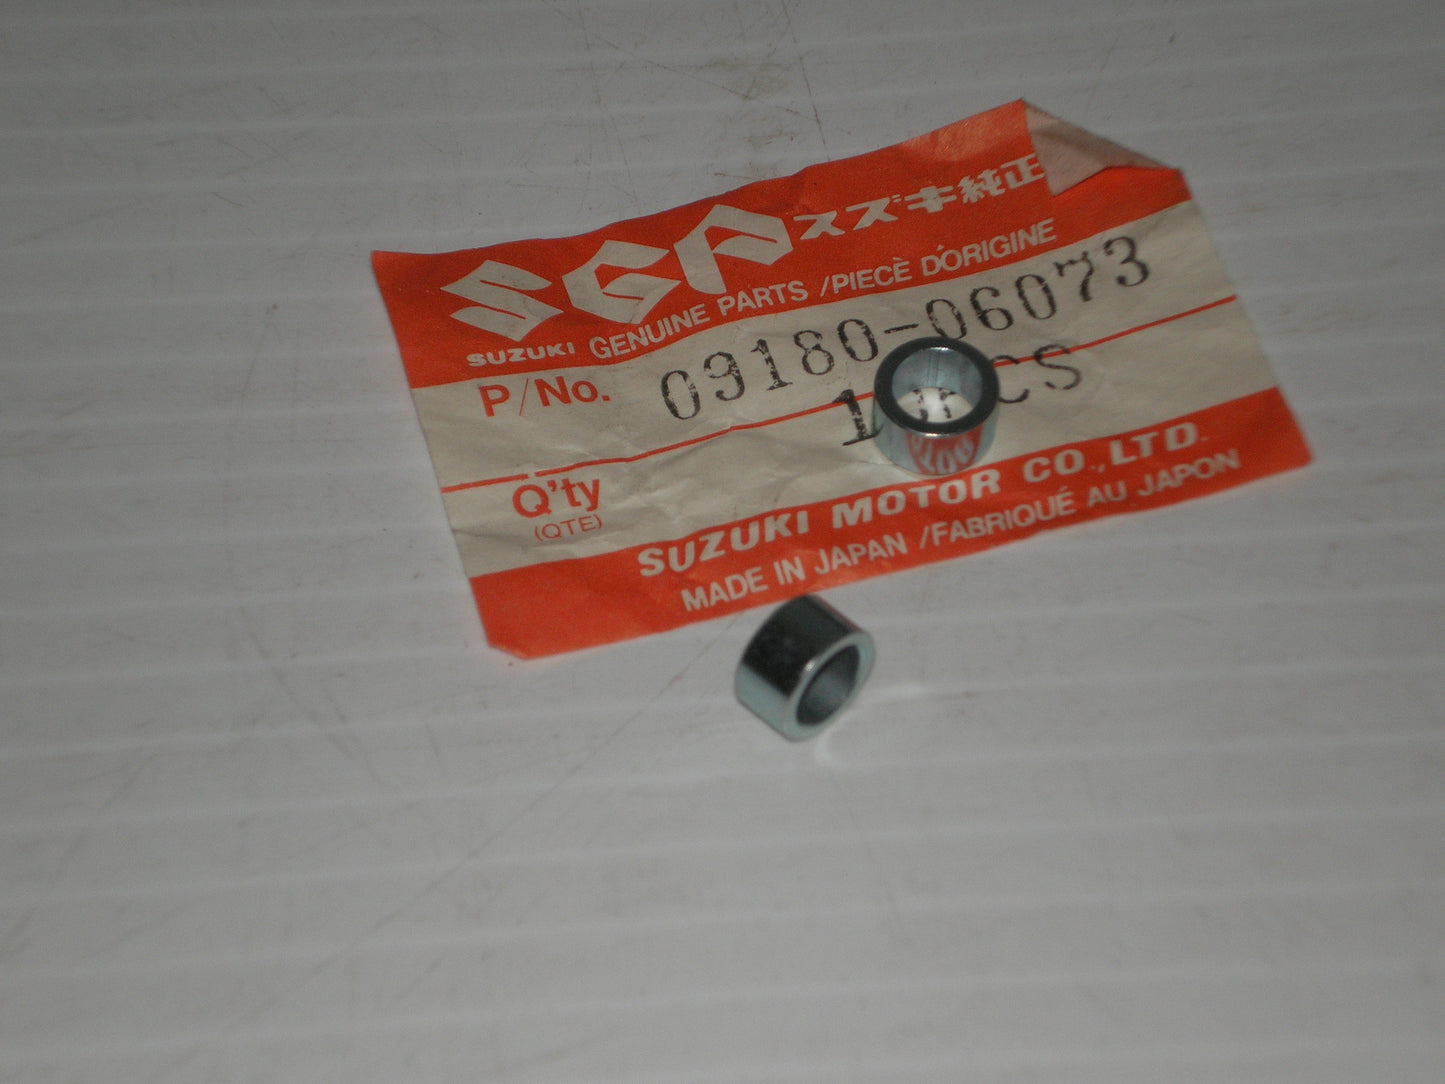 SGP スズキ純正
SUZUKI GENUINE PARTS /PIECÈ D'ORIGINE
P/No. 09180-06073
Q'ty
(QTE)
SUZUKI MOTOR CO.,LTD.
MADE IN JAPAN /FABRIQUÉ AU JAPON